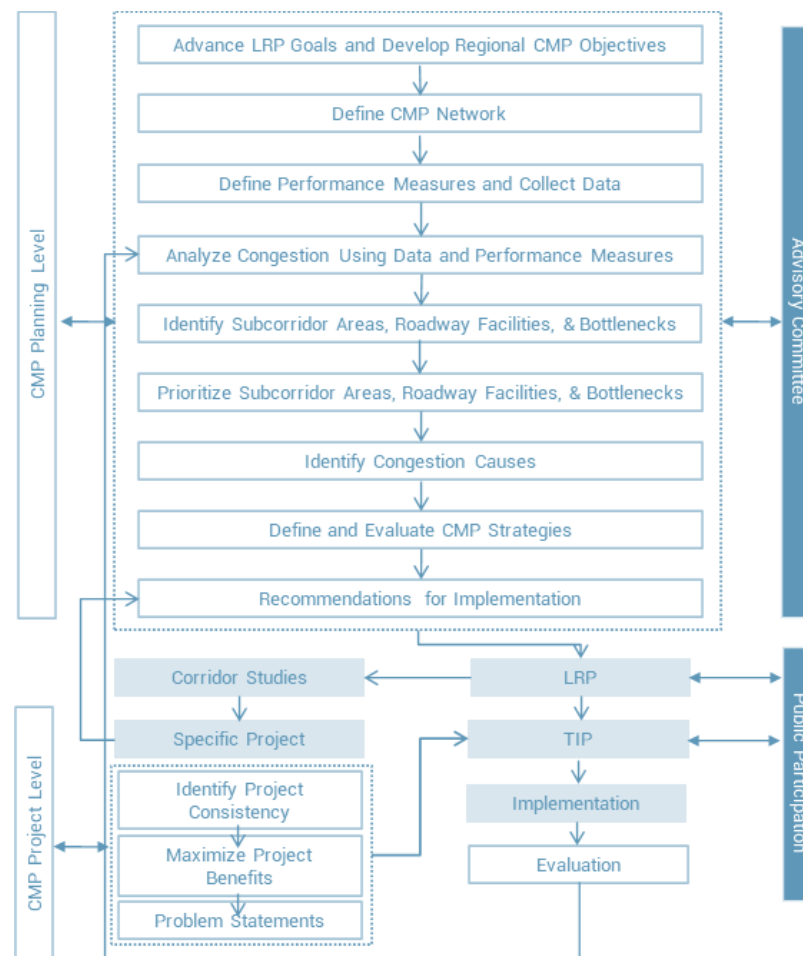 Advance LRP Goals and Develop Regional CMP Objectives
Define CMP Network
Define Performance Measures and Collect Data
Analyze Congestion Using Data and Performance Measures
Identify Subcorridor Areas, Roadway Facilities, & Bottlenecks
Prioritize Subcorridor Areas, Roadway Facilities, & Bottlenecks
Identify Congestion Causes
Define and Evaluate CMP Strategies
Recommendations for Implementation
CMP Planning Level
Advisory Committee
Corridor Studies
LRP
Specific Project
TIP
Identify Project
Consistency
Implementation
Maximize Project
Benefits
Evaluation
Problem Statements
CMP Project Level
Public Participation